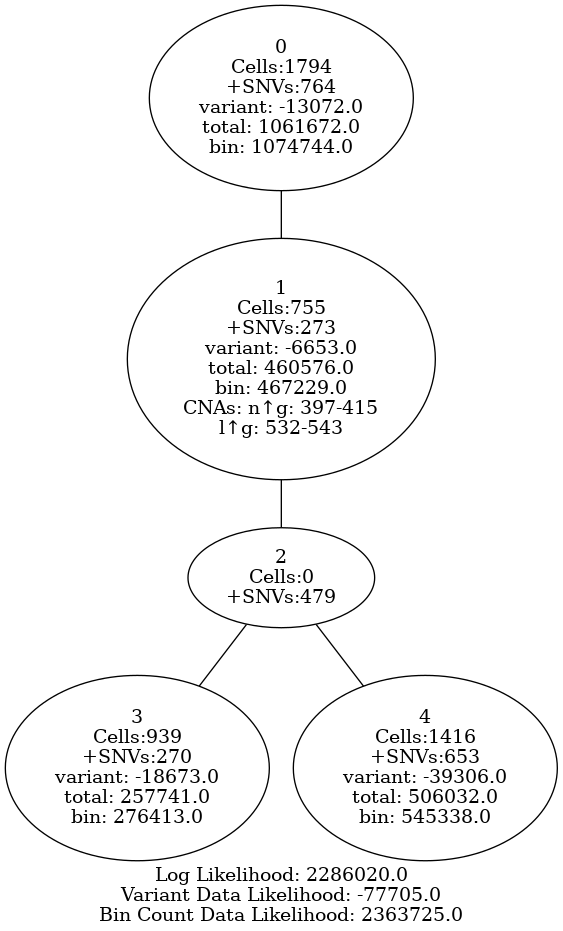 0
Cells:1794
+SNVs:764
variant: -13072.0
total: 1061672.0
bin: 1074744.0
1
Cells:755
+SNVs:273
variant: -6653.0
total: 460576.0
bin: 467229.0
CNAs: n↑g: 397-415
l↑g: 532-543
2
Cells:0
+SNVs:479
3
Cells:939
+SNVs:270
variant: -18673.0
total: 257741.0
bin: 276413.0
4
Cells:1416
+SNVs:653
variant: -39306.0
total: 506032.0
bin: 545338.0
Log Likelihood: 2286020.0
Variant Data Likelihood: -77705.0
Bin Count Data Likelihood: 2363725.0